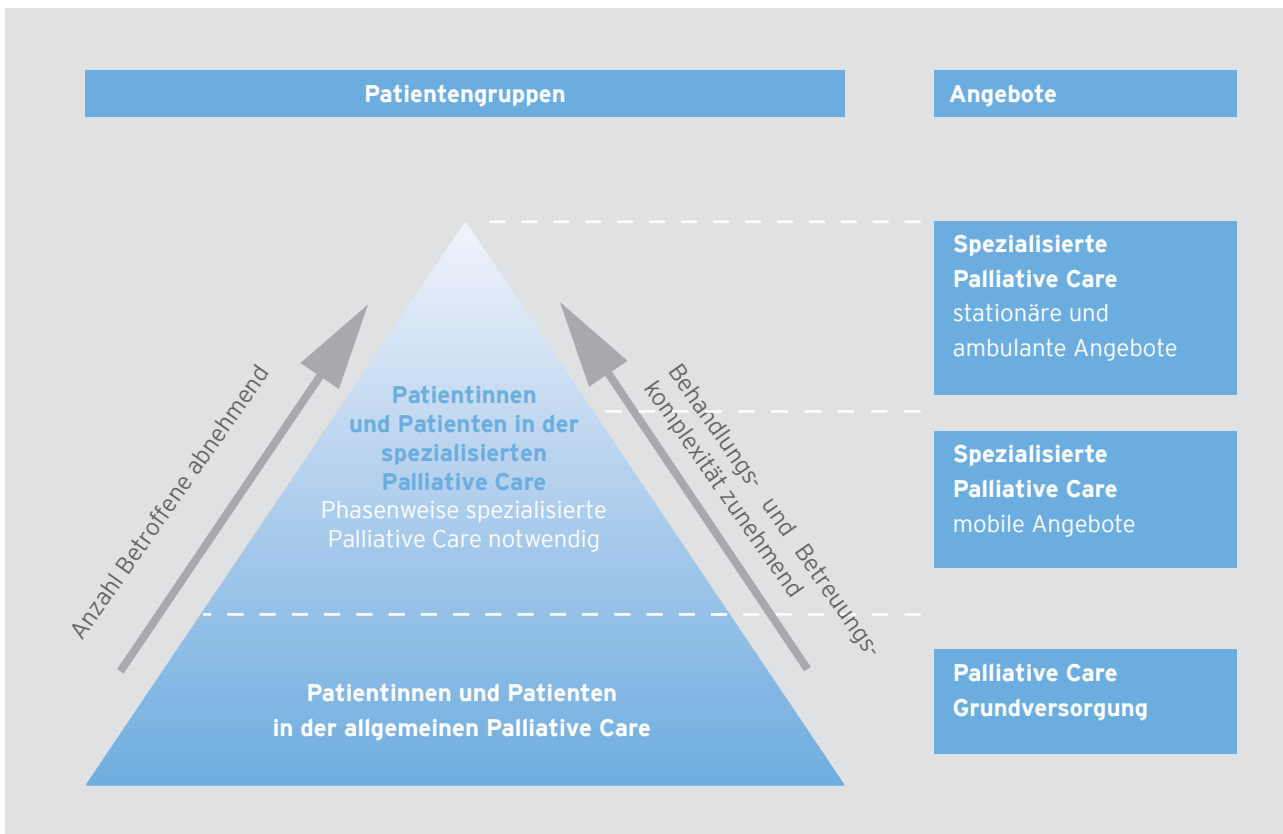 Patientengruppen
Angebote
Anzahl Betroffene abnehmend
Patientinnen
und Patienten in der
spezialisierten
Palliative Care
Phasenweise spezialisierte
Palliative Care notwendig
Patientinnen und Patienten
in der allgemeinen Palliative Care
Behandlungs- und Betreuungs-
komplexität zunehmend
Spezialisierte
Palliative Care
stationäre und
ambulante Angebote
Spezialisierte
Palliative Care
mobile Angebote
Palliative Care
Grundversorgung